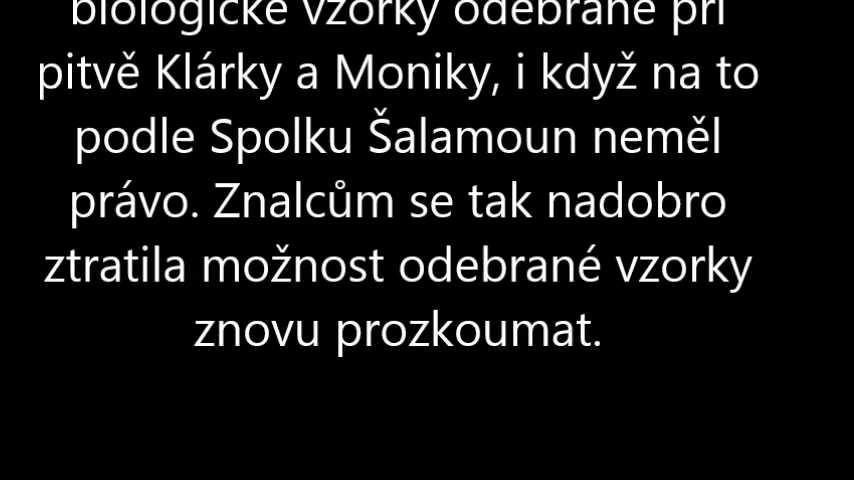 biologické vzorky odebrané při
pitvě Klárky a Moniky, i když na to
podle Spolku Šalamoun neměl
právo. Znalcům se tak nadobro
ztratila možnost odebrané vzorky
znovu prozkoumat.